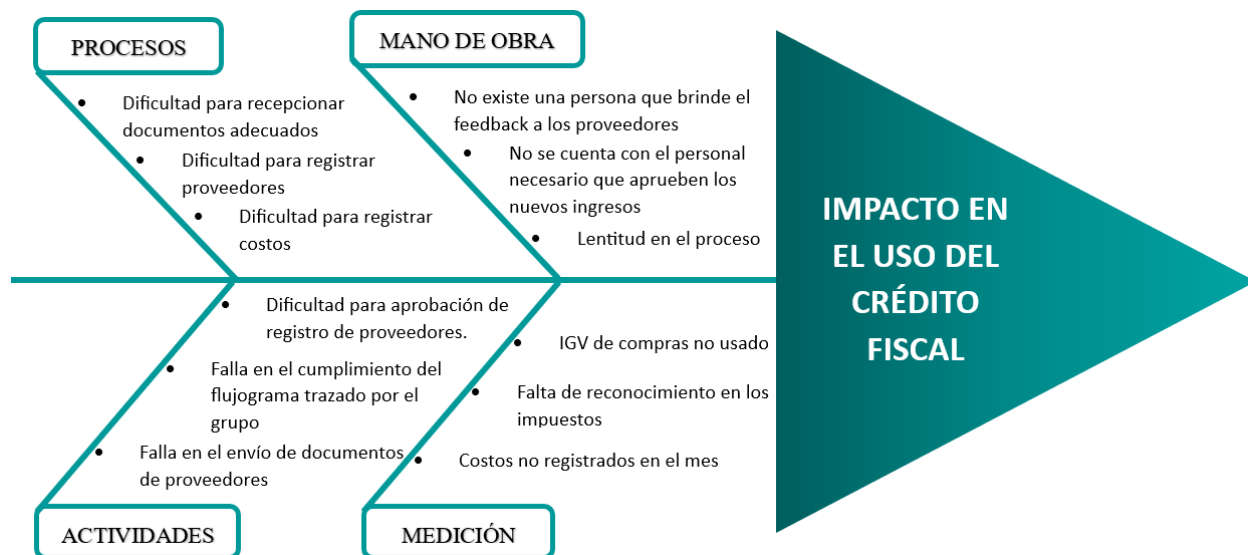 PROCESOS
• Dificultad para recepcionar
documentos adecuados
• Dificultad para registrar
proveedores
• Dificultad para registrar
costos
MANO DE OBRA
• No existe una persona que brinde el
feedback a los proveedores
• No se cuenta con el personal
necesario que aprueben los
nuevos ingresos
• Lentitud en el proceso
• Dificultad para aprobación de
registro de proveedores.
• Falla en el cumplimiento del
flujograma trazado por el
grupo
• Falla en el envío de documentos
de proveedores
ACTIVIDADES
• IGV de compras no usado
• Falta de reconocimiento en los
impuestos
• Costos no registrados en el mes
MEDICIÓN
IMPACTO EN
EL USO DEL
CRÉDITO
FISCAL